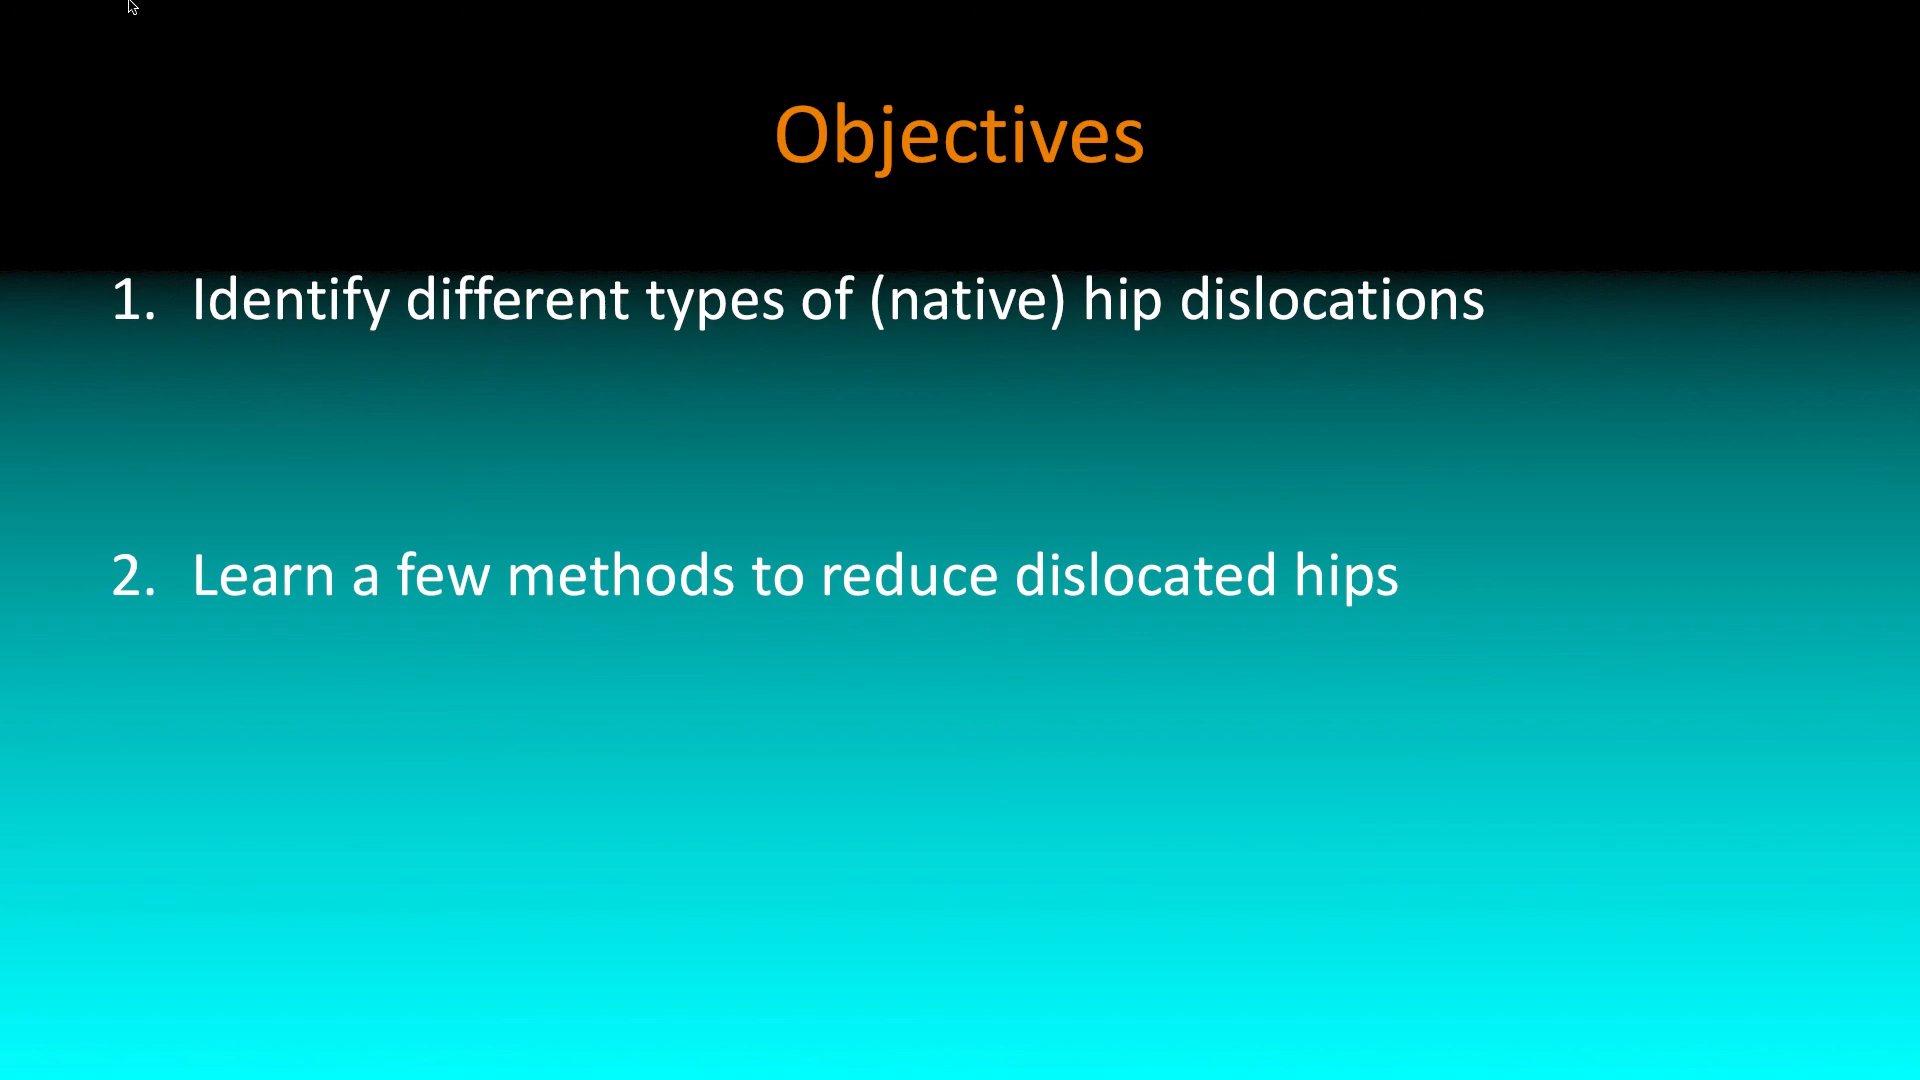 Objectives
1. Identify different types of (native) hip dislocations
2. Learn a few methods to reduce dislocated hips